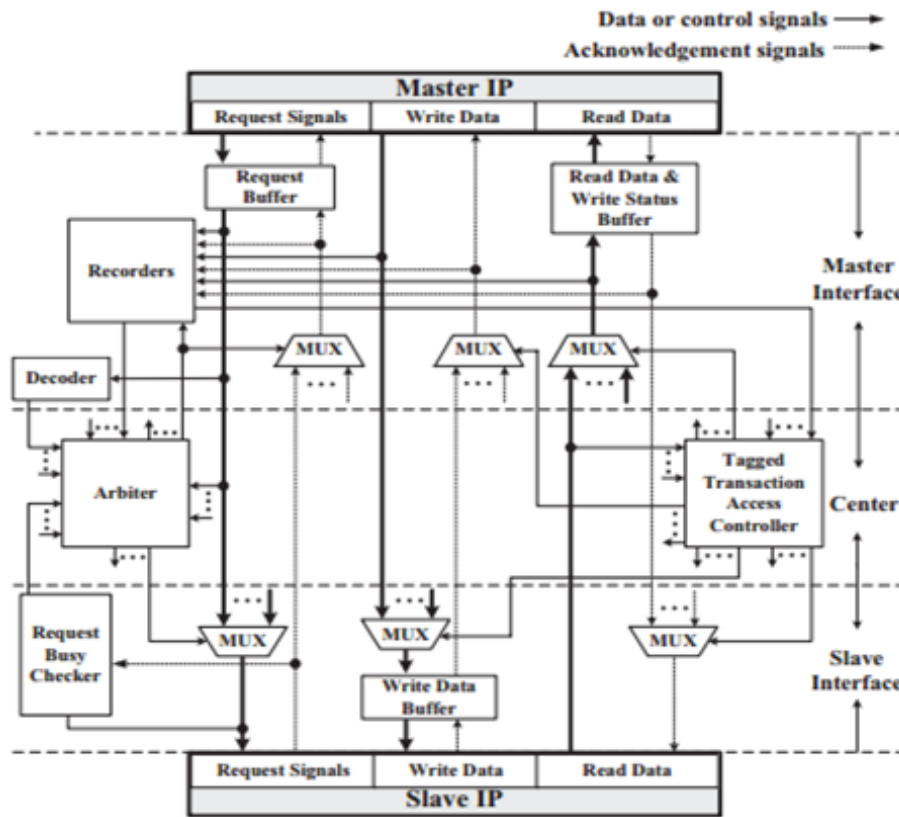 Data or control signals
Acknowledgement signals
Master IP
Request Signals
Write Data
Read Data
Request
Buffer
Read Data &
Write Status
Buffer
Recorders
Master
Interface
MUX
MUX
MUX
Decoder
Arbiter
Tagged
Transaction
Access
Controller
Center
Request
Busy
Checker
MUX
MUX
MUX
Write Data
Buffer
Slave
Interface
Request Signals
Write Data
Read Data
Slave IP